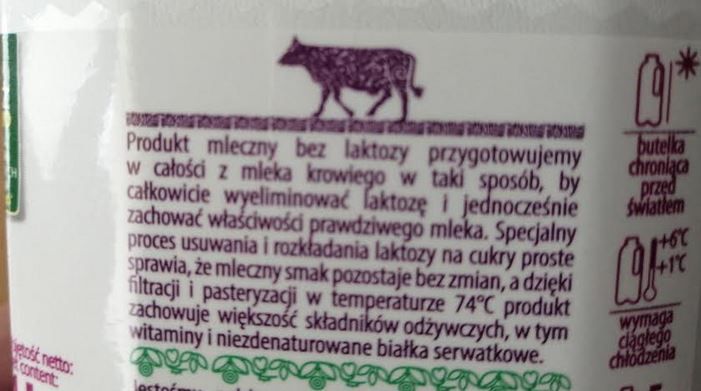 Produkt mleczny bez laktozy przygotowujemy
w całości z mleka krowiego w taki sposób, by
całkowicie wyeliminować laktozę i jednocześnie
zachować właściwości prawdziwego mleka. Specjalny
proces usuwania i rozkładania laktozy na cukry proste
sprawia, że mleczny smak pozostaje bez zmian, a dzięki
filtracji i pasteryzacji w temperaturze 74°C produkt
zachowuje większość składników odżywczych, w tym
witaminy i niezdenaturowane białka serwatkowe.
butelka
chroniąca
przed
światłem
+6°C
+1°C
wymaga
ciągłego
chłodzenia
netto:
content: